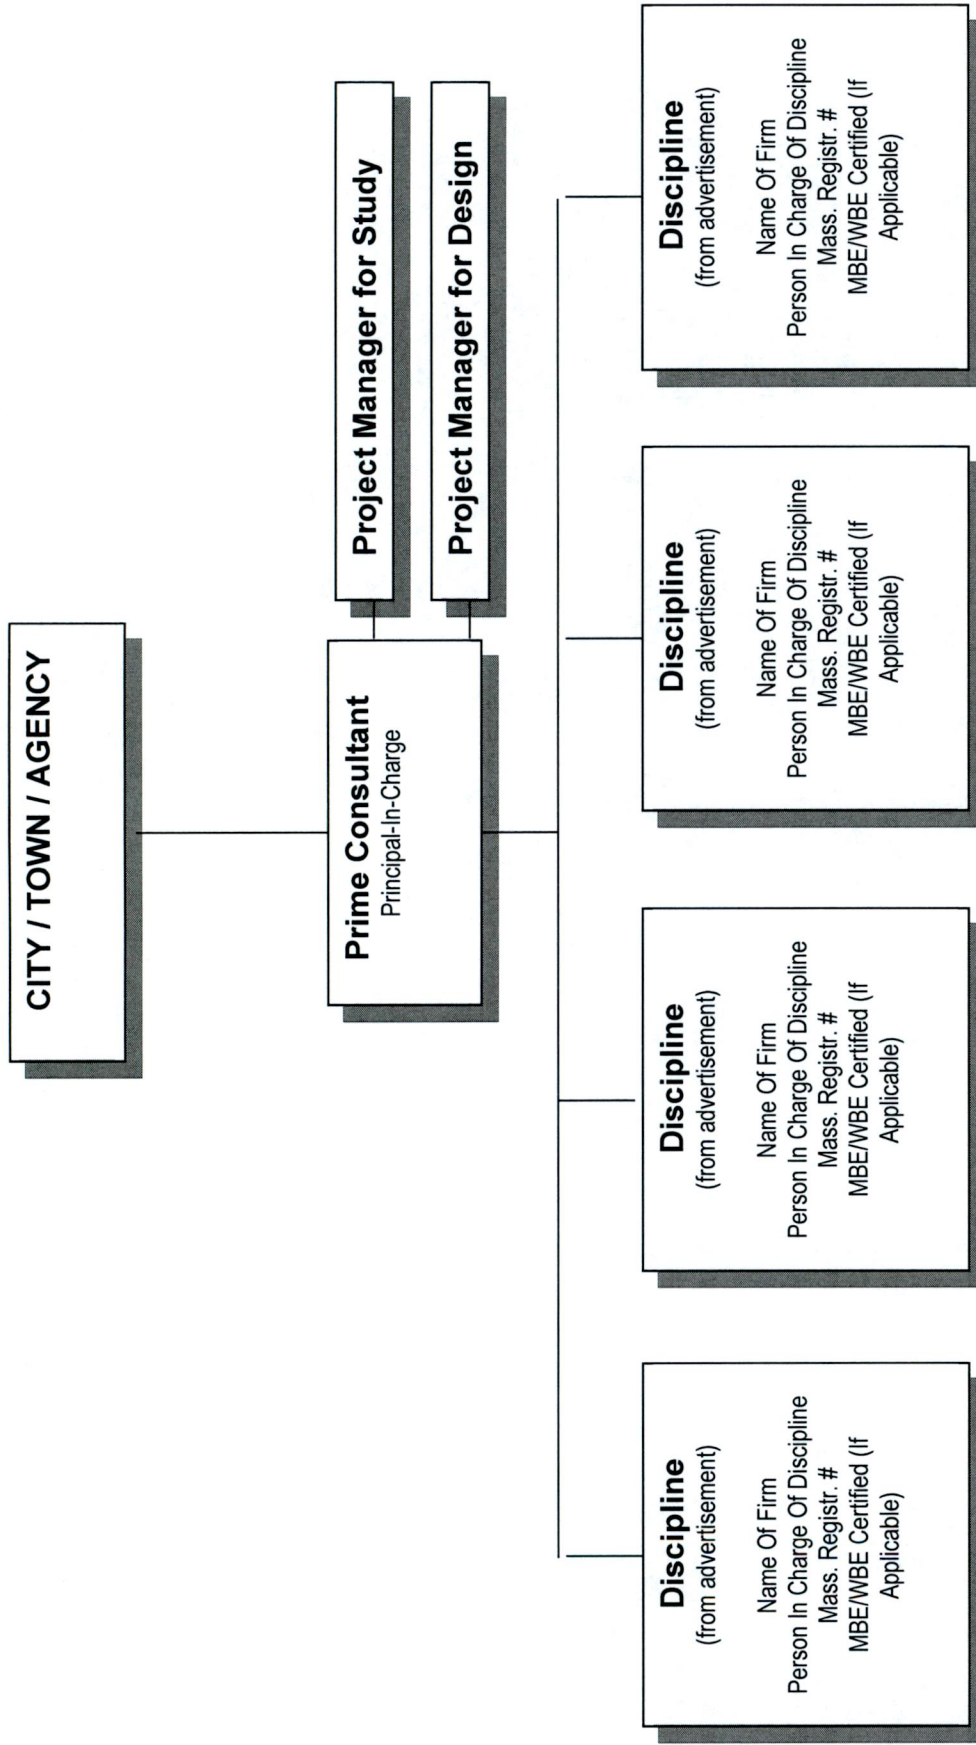 CITY / TOWN / AGENCY
Prime Consultant
Principal-In-Charge
Project Manager for Study
Project Manager for Design
Discipline
(from advertisement)
Name Of Firm
Person In Charge Of Discipline
Mass. Registr. #
MBE/WBE Certified (If
Applicable)
Discipline
(from advertisement)
Name Of Firm
Person In Charge Of Discipline
Mass. Registr. #
MBE/WBE Certified (If
Applicable)
Discipline
(from advertisement)
Name Of Firm
Person In Charge Of Discipline
Mass. Registr. #
MBE/WBE Certified (If
Applicable)
Discipline
(from advertisement)
Name Of Firm
Person In Charge Of Discipline
Mass. Registr. #
MBE/WBE Certified (If
Applicable)